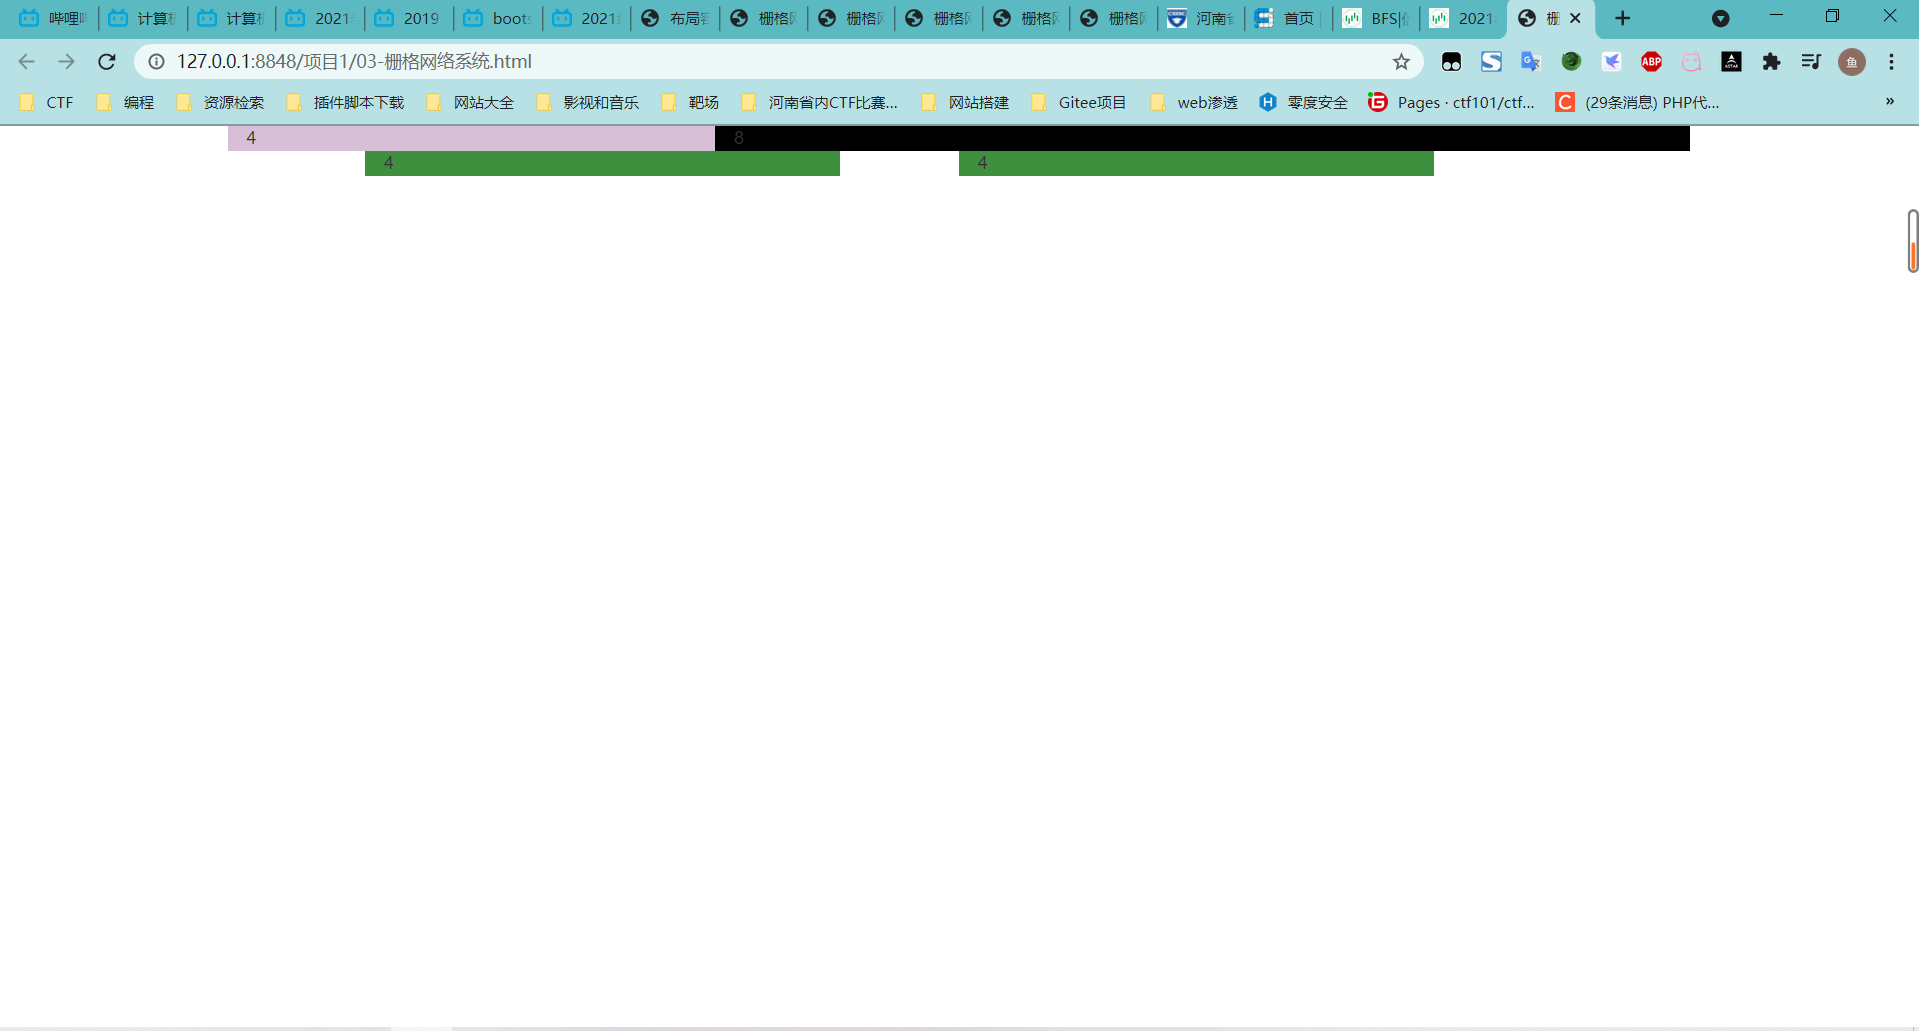 哔哩 计算 计算 2021 2019 boots 2021 布局 栅格 栅格 栅格 栅格 栅格 河南省 首页 BFS| 2021 栅
127.0.0.1:8848/项目1/03-栅格网络系统.html
ABP
鱼
CTF 编程 资源检索 插件脚本下载 网站大全 影视和音乐 靶场 河南省内CTF比赛... 网站搭建 Gitee项目 web渗透 零度安全 Pages · ctf101/ctf... (29条消息) PHP代... »
4 8
4 4